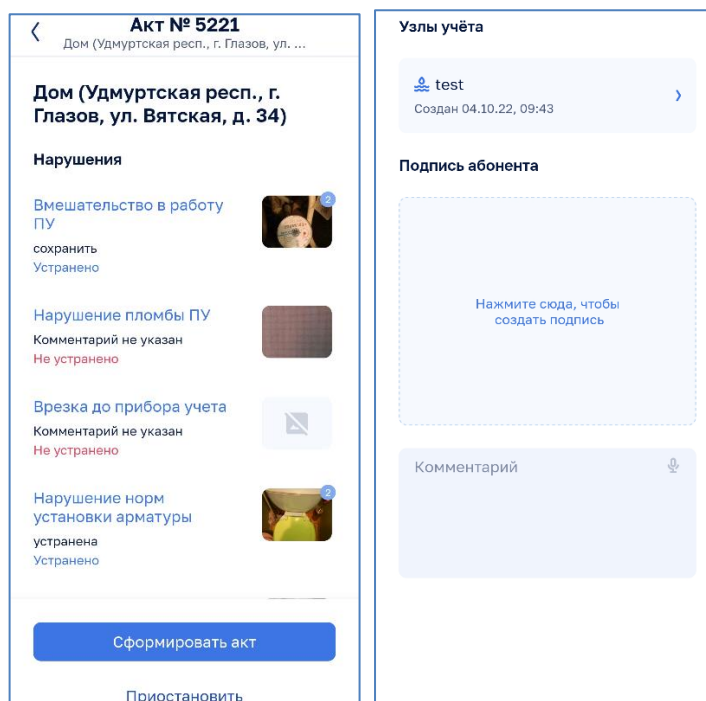 Акт № 5221
Дом (Удмуртская респ., г. Глазов, ул. ...
Дом (Удмуртская респ., г.
Глазов, ул. Вятская, д. 34)
Нарушения
Вмешательство в работу
ПУ
2
сохранить
Устранено
Нарушение пломбы ПУ
Комментарий не указан
Не устранено
Врезка до прибора учета
Комментарий не указан
Не устранено
Нарушение норм
установки арматуры
2
устранена
Устранено
Сформировать акт
Приостановить
Узлы учёта
test
Создан 04.10.22, 09:43
Подпись абонента
Нажмите сюда, чтобы
создать подпись
Комментарий